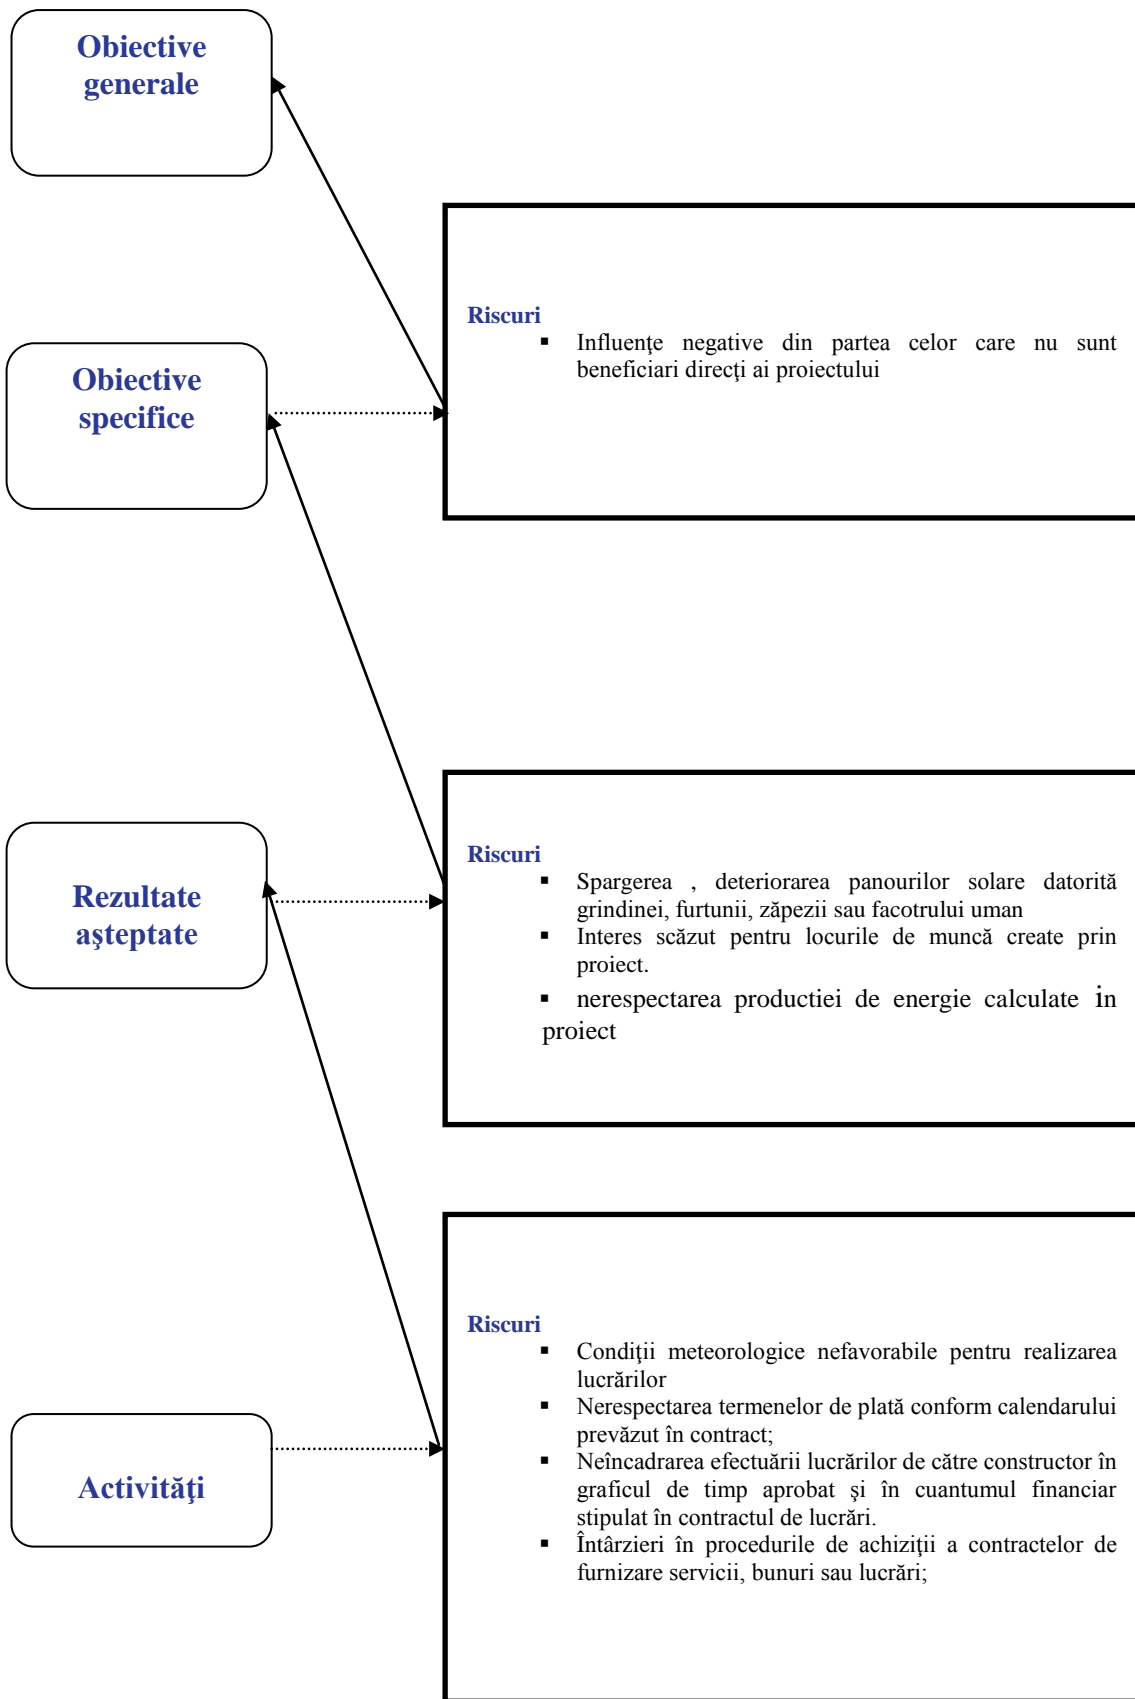 Obiective
generale
Riscuri
▪ Influenţe negative din partea celor care nu sunt
beneficiari direcţi ai proiectului
Obiective
specifice
Riscuri
▪ Spargerea , deteriorarea panourilor solare datorită
grindinei, furtunii, zăpezii sau facotrului uman
▪ Interes scăzut pentru locurile de muncă create prin
proiect.
▪ nerespectarea productiei de energie calculate in
proiect
Rezultate
aşteptate
Riscuri
▪ Condiţii meteorologice nefavorabile pentru realizarea
lucrărilor
▪ Nerespectarea termenelor de plată conform calendarului
prevăzut în contract;
▪ Neîncadrarea efectuării lucrărilor de către constructor în
graficul de timp aprobat şi în cuantumul financiar
stipulat în contractul de lucrări.
▪ Întârzieri în procedurile de achiziţii a contractelor de
furnizare servicii, bunuri sau lucrări;
Activităţi